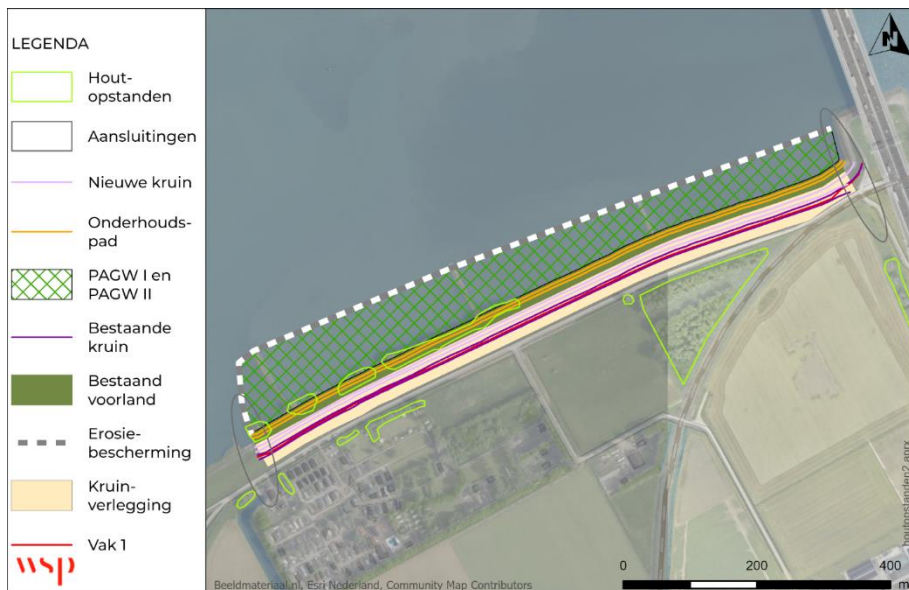 LEGENDA
Hout-
opstanden
Aansluitingen
Nieuwe kruin
Onderhouds-
pad
PAGW I en
PAGW II
Bestaande
kruin
Bestaand
voorland
Erosie-
bescherming
Kruin-
verlegging
Vak 1
wsp
N
houtopstanden2.aprx
Beeldmateriaal.nl, Esri Nederland, Community Map Contributors
0 200 400
m